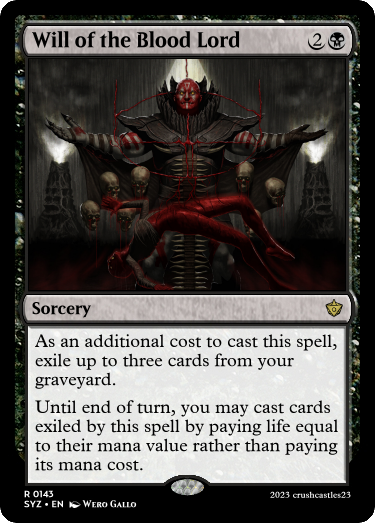 Will of the Blood Lord 2
Sorcery
As an additional cost to cast this spell,
exile up to three cards from your
graveyard.
Until end of turn, you may cast cards
exiled by this spell by paying life equal
to their mana value rather than paying
its mana cost.
R 0143
SYZ • EN Wero Gallo
2023 crushcastles23